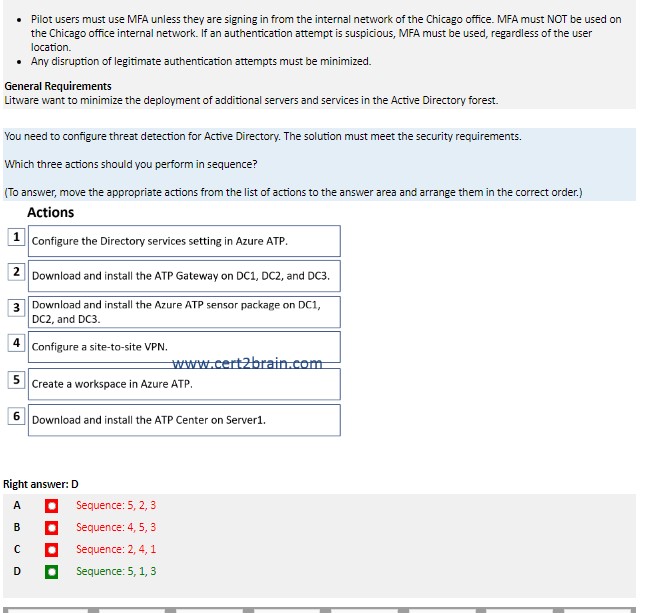 • Pilot users must use MFA unless they are signing in from the internal network of the Chicago office. MFA must NOT be used on
the Chicago office internal network. If an authentication attempt is suspicious, MFA must be used, regardless of the user
location.
• Any disruption of legitimate authentication attempts must be minimized.
General Requirements
Litware want to minimize the deployment of additional servers and services in the Active Directory forest.
You need to configure threat detection for Active Directory. The solution must meet the security requirements.
Which three actions should you perform in sequence?
(To answer, move the appropriate actions from the list of actions to the answer area and arrange them in the correct order.)
Actions
1 Configure the Directory services setting in Azure ATP.
2 Download and install the ATP Gateway on DC1, DC2, and DC3.
3 Download and install the Azure ATP sensor package on DC1,
DC2, and DC3.
4 Configure a site-to-site VPN.
www.cert2brain.com
5 Create a workspace in Azure ATP.
6 Download and install the ATP Center on Server1.
Right answer: D
A Sequence: 5, 2, 3
B Sequence: 4, 5, 3
C Sequence: 2, 4, 1
D Sequence: 5, 1, 3